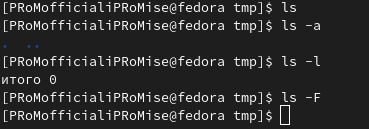 [PRoMofficialiPRoMise@fedora tmp]$ ls
[PRoMofficialiPRoMise@fedora tmp]$ ls -a
. ..
[PRoMofficialiPRoMise@fedora tmp]$ ls -l
итого 0
[PRoMofficialiPRoMise@fedora tmp]$ ls -F
[PRoMofficialiPRoMise@fedora tmp]$